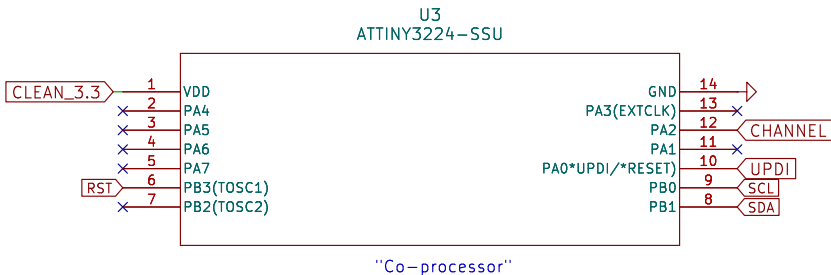 U3
ATTINY3224-SSU
CLEAN_3.3 1 VDD GND 14
2 PA4 PA3(EXTCLK) 13
3 PA5 PA2 12 CHANNEL
4 PA6 PA1 11
5 PA7 PA0*UPDI/*RESET) 10 UPDI
RST 6 PB3(TOSC1) PB0 9 SCL
7 PB2(TOSC2) PB1 8 SDA
"Co-processor"